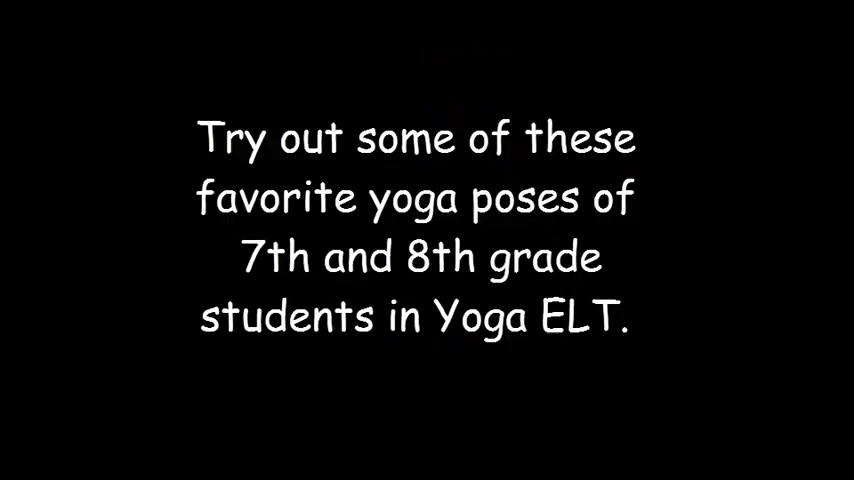 Try out some of these
favorite yoga poses of
7th and 8th grade
students in Yoga ELT.